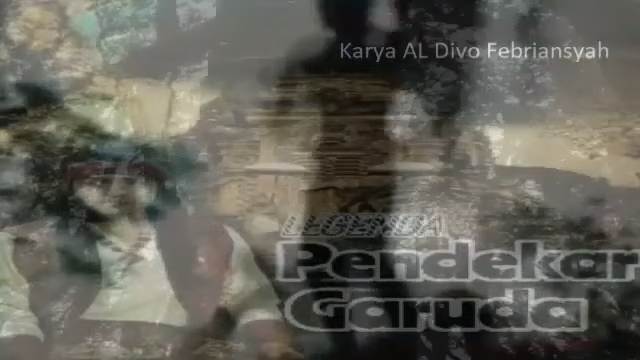 Karya AL Divo Febriansyah
LEGENDA
Pendekar
Garuda